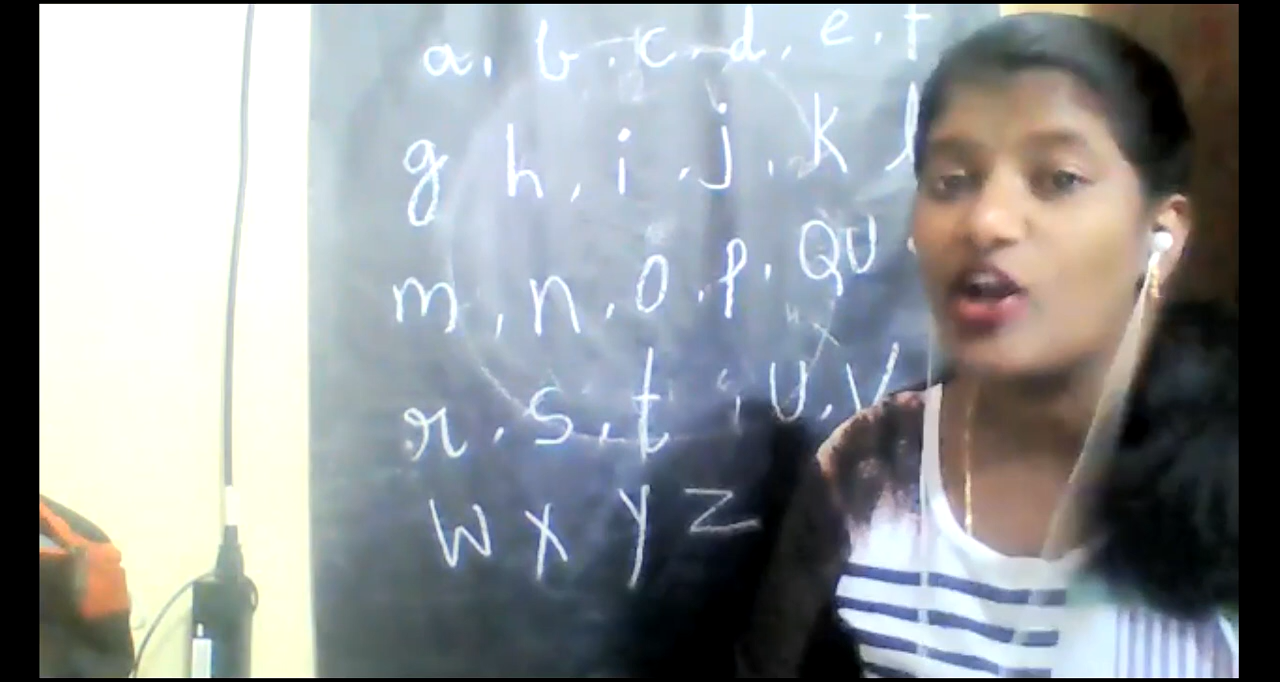 a, b, c, d, e, f
g h, i, j, k l
m, n, o, p, QU
r, s, t, U, V
W X Y Z